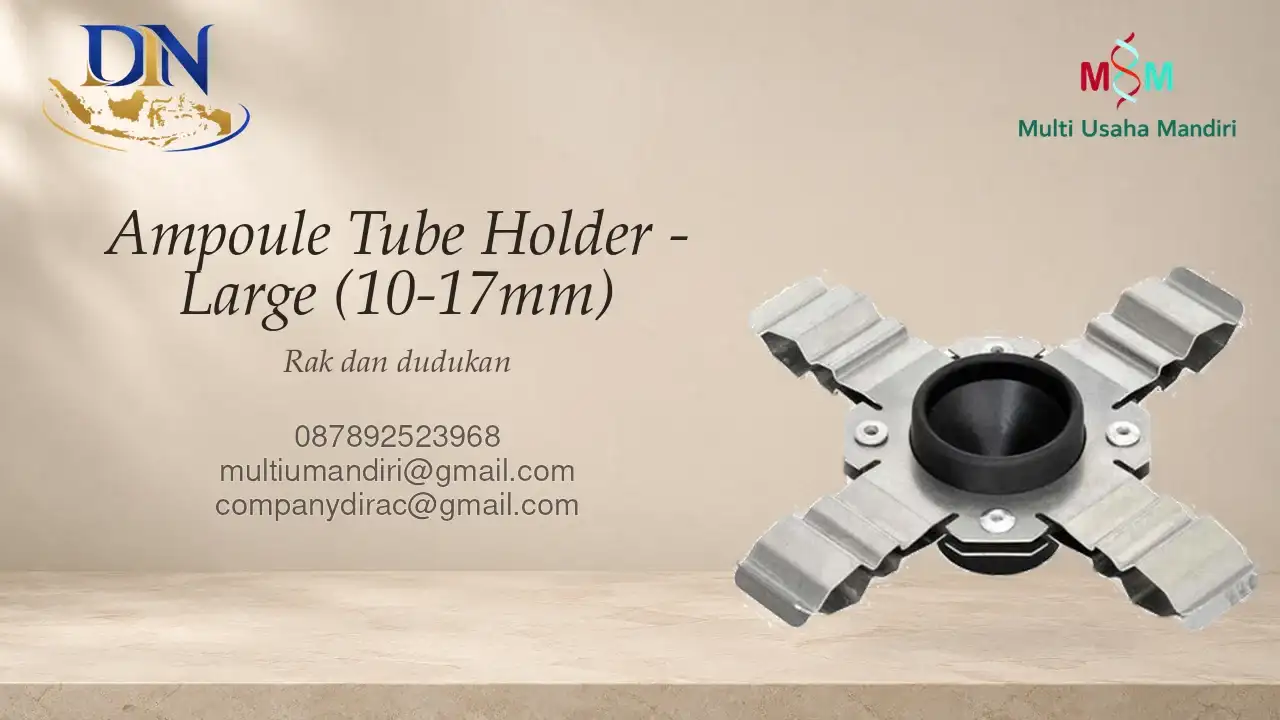 DN
MSM
Multi Usaha Mandiri
Ampoule Tube Holder -
Large (10-17mm)
Rak dan dudukan
087892523968
multiumandiri@gmail.com
companydirac@gmail.com